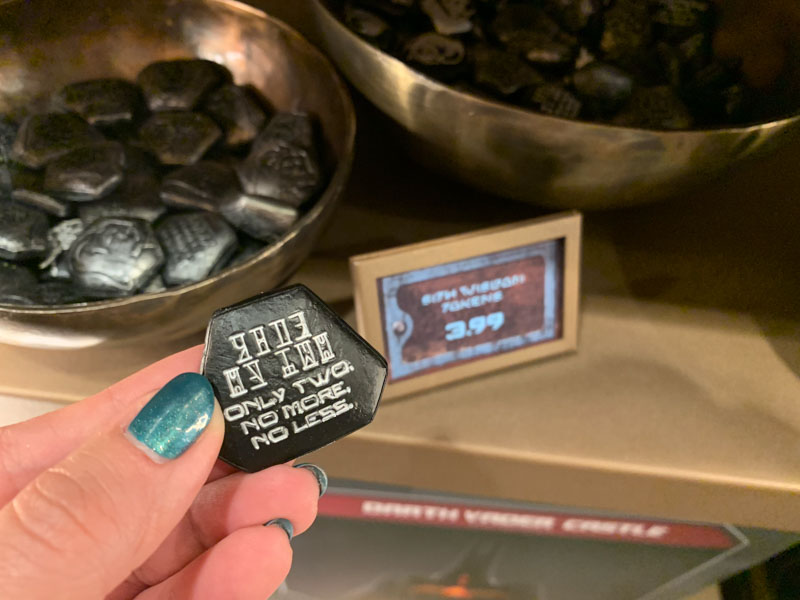 ONLY TWO.
NO MORE,
NO LESS.
SITH WISDOM
TOKENS
3.99
DARTH VADER CASTLE